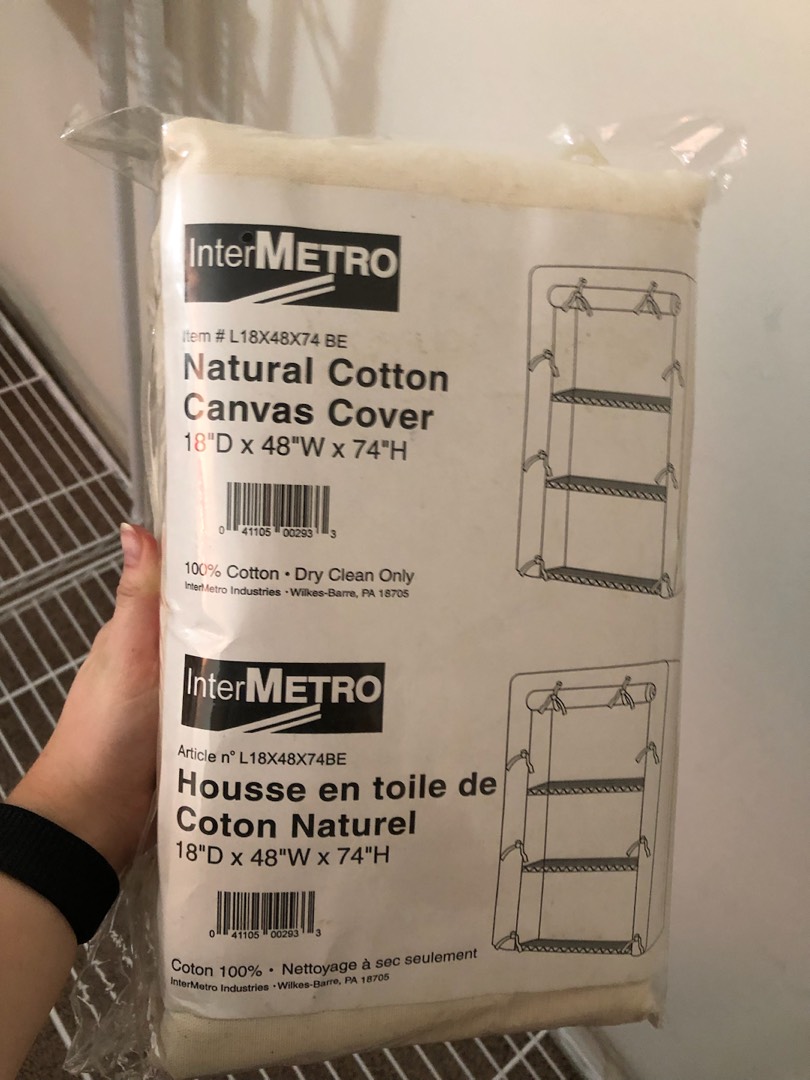 InterMETRO
Item # L18X48X74 BE
Natural Cotton
Canvas Cover
18"D x 48"W x 74"H
0 41105 00293 3
100% Cotton • Dry Clean Only
InterMetro Industries • Wilkes-Barre, PA 18705
InterMETRO
Article n° L18X48X74BE
Housse en toile de
Coton Naturel
18"D x 48"W x 74"H
0 41105 00293 3
Coton 100% • Nettoyage à sec seulement
InterMetro Industries • Wilkes-Barre, PA 18705